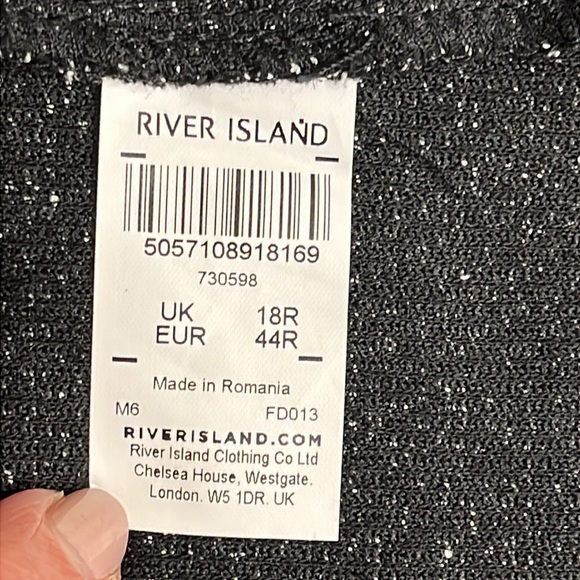 RIVER ISLAND
5057108918169
730598
UK 18R
EUR 44R
Made in Romania
M6 FD013
RIVERISLAND.COM
River Island Clothing Co Ltd
Chelsea House, Westgate.
London. W5 1DR. UK